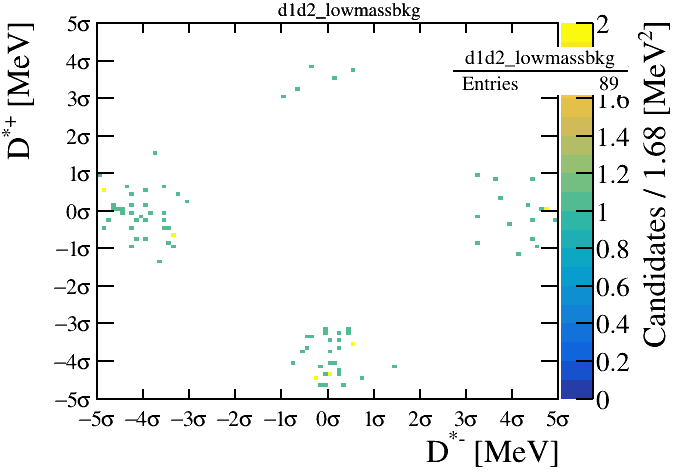 d1d2_lowmassbkg
D*+ [MeV]
5σ
4σ
3σ
2σ
1σ
0σ
−1σ
−2σ
−3σ
−4σ
−5σ
−5σ −4σ −3σ −2σ −1σ 0σ 1σ 2σ 3σ 4σ 5σ
D*- [MeV]
d1d2_lowmassbkg
Entries 89
2
1.6
1.4
1.2
1
0.8
0.6
0.4
0.2
0
Candidates / 1.68 [MeV²]